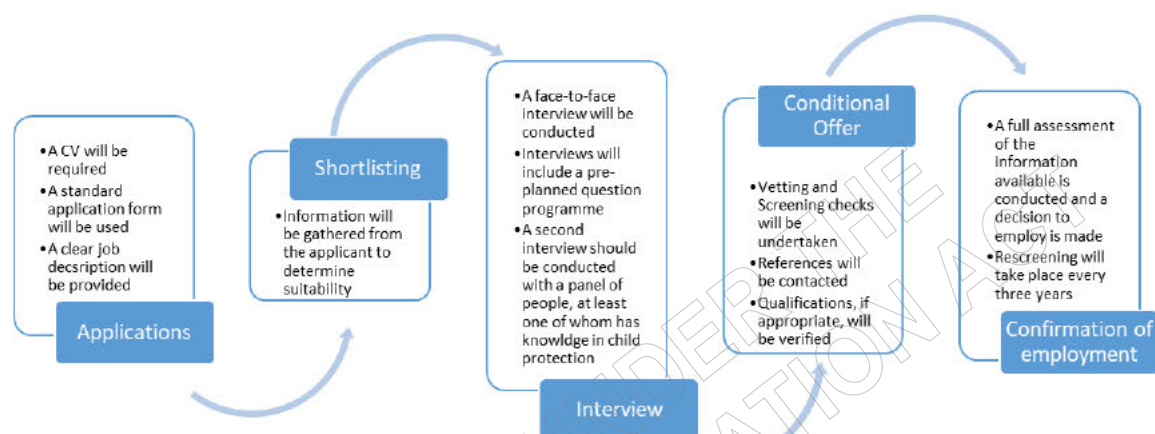 •A CV will be
required
•A standard
application form
will be used
•A clear job
decsription will
be provided
Applications
Shortlisting
•Information will
be gathered from
the applicant to
determine
suitability
•A face-to-face
interview will be
conducted
•Interviews will
include a pre-
planned question
programme
•A second
interview should
be conducted
with a panel of
people, at least
one of whom has
knowldge in child
protection
Interview
Conditional
Offer
•Vetting and
Screening checks
will be
undertaken
•References will
be contacted
•Qualifications, if
appropriate, will
be verified
•A full assessment
of the
information
available is
conducted and a
decision to
employ is made
•Rescreening will
take place every
three years
Confirmation of
employment
UNDER THE
ATION ACT